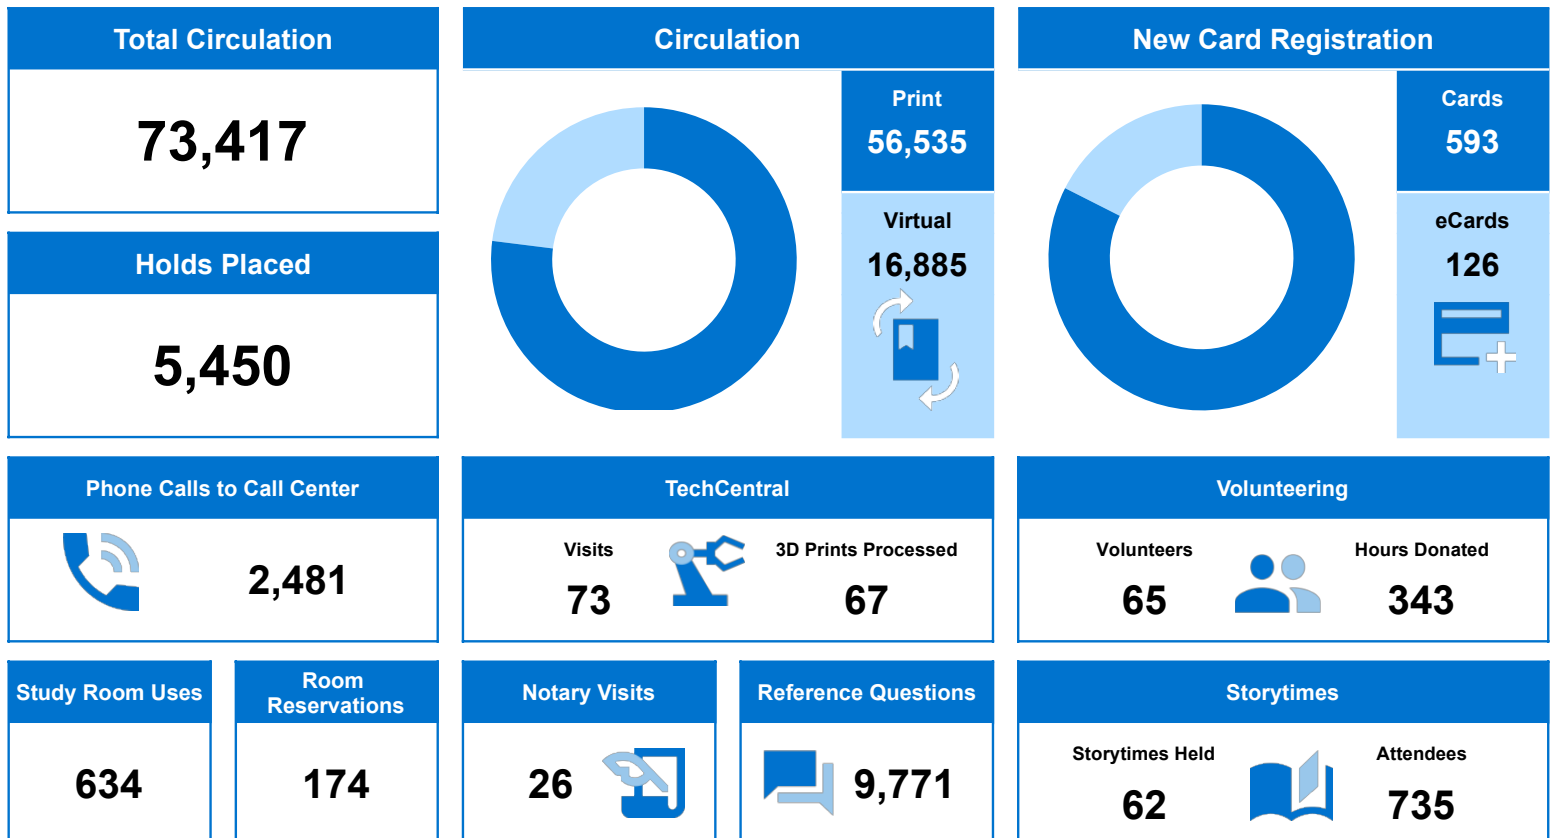 Total Circulation
73,417
Holds Placed
5,450
Circulation
Print
56,535
Virtual
16,885
New Card Registration
Cards
593
eCards
126
Phone Calls to Call Center
2,481
TechCentral
Visits
73
3D Prints Processed
67
Volunteering
Volunteers
65
Hours Donated
343
Study Room Uses
634
Room
Reservations
174
Notary Visits
26
Reference Questions
9,771
Storytimes
Storytimes Held
62
Attendees
735